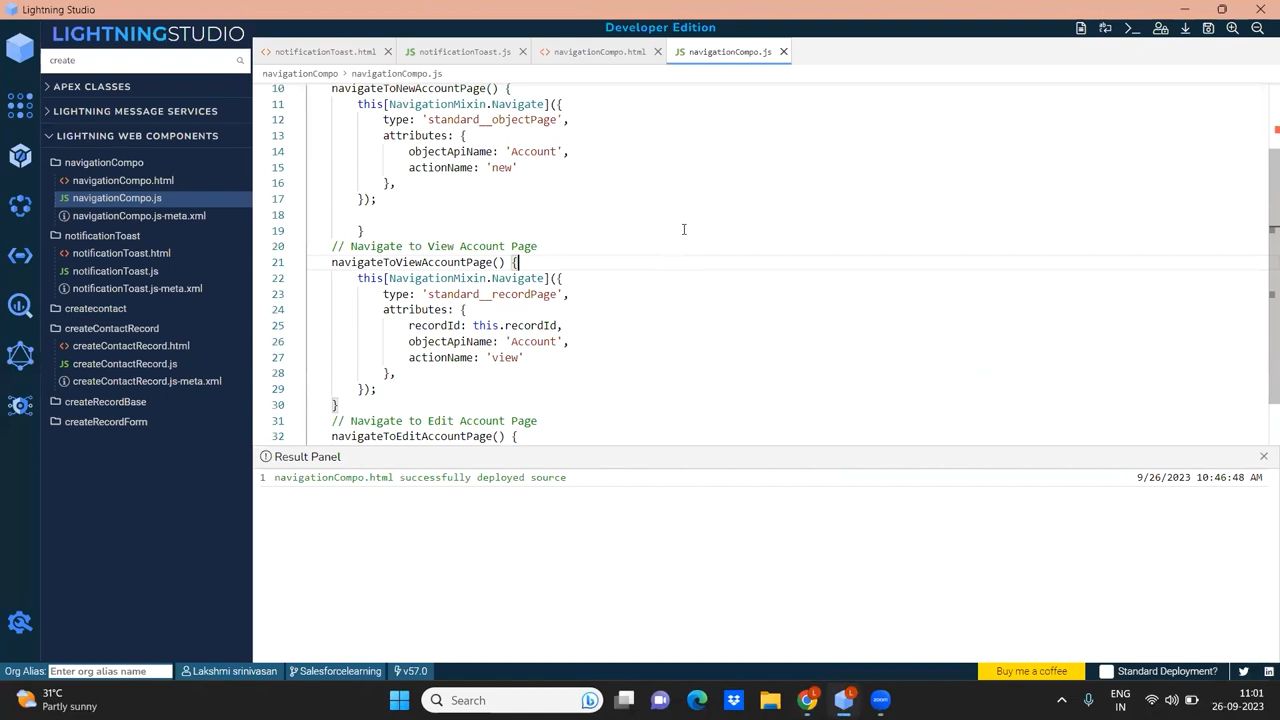 Lightning Studio
LIGHTNINGSTUDIO
Developer Edition
create
APEX CLASSES
LIGHTNING MESSAGE SERVICES
LIGHTNING WEB COMPONENTS
navigationCompo
navigationCompo.html
navigationCompo.js
navigationCompo.js-meta.xml
notificationToast
notificationToast.html
notificationToast.js
notificationToast.js-meta.xml
createcontact
createContactRecord
createContactRecord.html
createContactRecord.js
createContactRecord.js-meta.xml
createRecordBase
createRecordForm
notificationToast.html
notificationToast.js
navigationCompo.html
navigationCompo.js
navigationCompo > navigationCompo.js
10 navigateToNewAccountPage() {
11 this[NavigationMixin.Navigate]({
12 type: 'standard__objectPage',
13 attributes: {
14 objectApiName: 'Account',
15 actionName: 'new'
16 },
17 });
18
19 }
20 // Navigate to View Account Page
21 navigateToViewAccountPage() {
22 this[NavigationMixin.Navigate]({
23 type: 'standard__recordPage',
24 attributes: {
25 recordId: this.recordId,
26 objectApiName: 'Account',
27 actionName: 'view'
28 },
29 });
30 }
31 // Navigate to Edit Account Page
32 navigateToEditAccountPage() {
Result Panel
1 navigationCompo.html successfully deployed source 9/26/2023 10:46:48 AM
Org Alias: Enter org alias name Lakshmi srinivasan Salesforcelearning v57.0 Buy me a coffee Standard Deployment?
31°C
Partly sunny
Search
zoom
ENG
IN
11:01
26-09-2023